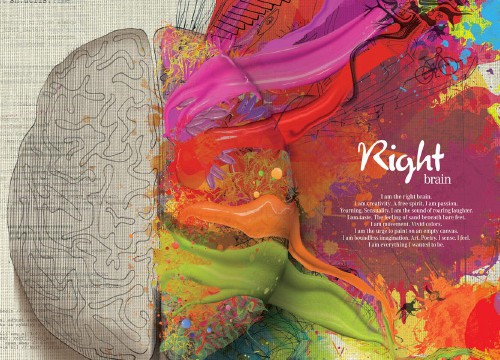 Right
brain
I am the right brain.
I am creativity. A free spirit. I am passion.
Yearning. Sensuality. I am the sound of roaring laughter.
I am taste. The feeling of sand beneath bare feet.
I am movement. Vivid colors.
I am the urge to paint on an empty canvas.
I am boundless imagination. Art. Poetry. I sense. I feel.
I am everything I wanted to be.